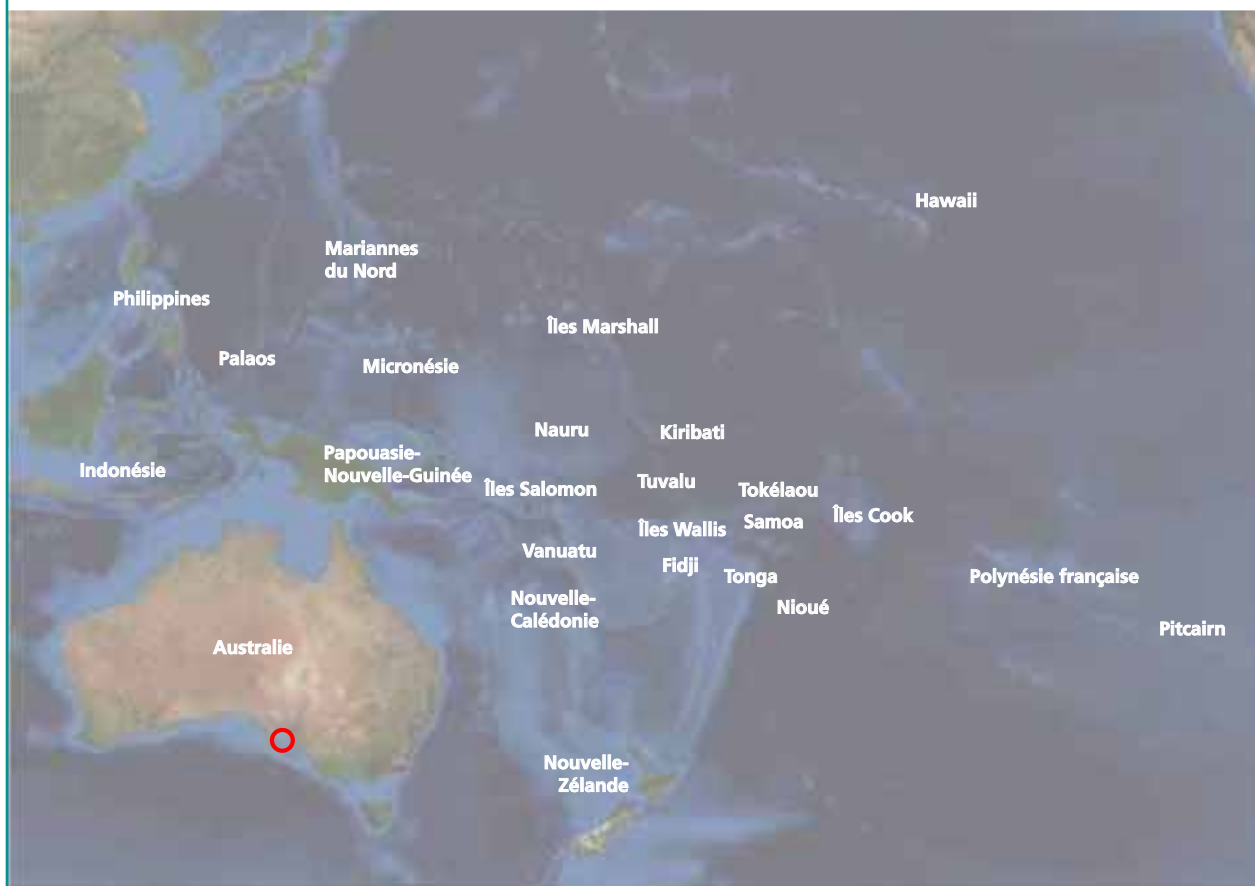 Hawaii
Mariannes
du Nord
Philippines
Îles Marshall
Palaos
Micronésie
Nauru
Kiribati
Papouasie-
Nouvelle-Guinée
Indonésie
Îles Salomon
Tuvalu
Tokélaou
Îles Wallis
Samoa
Îles Cook
Vanuatu
Fidji
Tonga
Polynésie française
Nouvelle-
Calédonie
Nioué
Pitcairn
Australie
Nouvelle-
Zélande